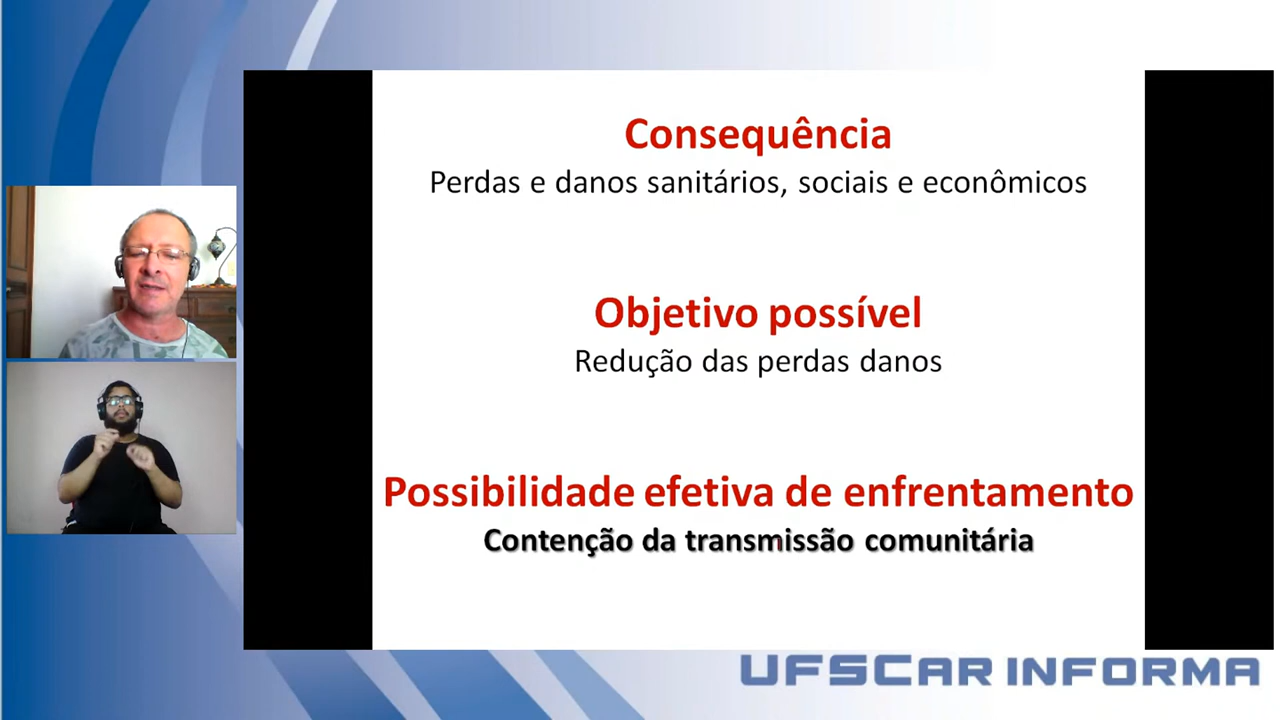 Consequência
Perdas e danos sanitários, sociais e econômicos
Objetivo possível
Redução das perdas danos
Possibilidade efetiva de enfrentamento
Contenção da transmissão comunitária
UFSCAR INFORMA